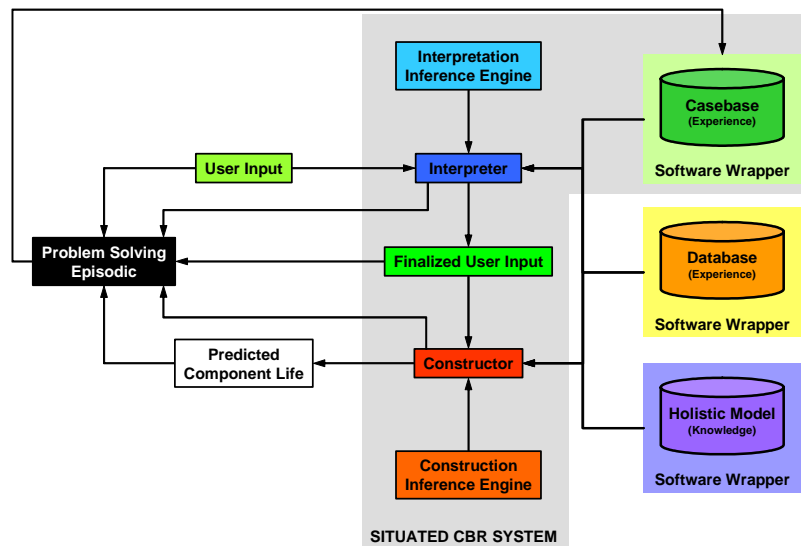 Interpretation
Inference Engine
Casebase
(Experience)
Software Wrapper
User Input
Interpreter
Problem Solving
Episodic
Finalized User Input
Database
(Experience)
Software Wrapper
Predicted
Component Life
Constructor
Holistic Model
(Knowledge)
Software Wrapper
Construction
Inference Engine
SITUATED CBR SYSTEM